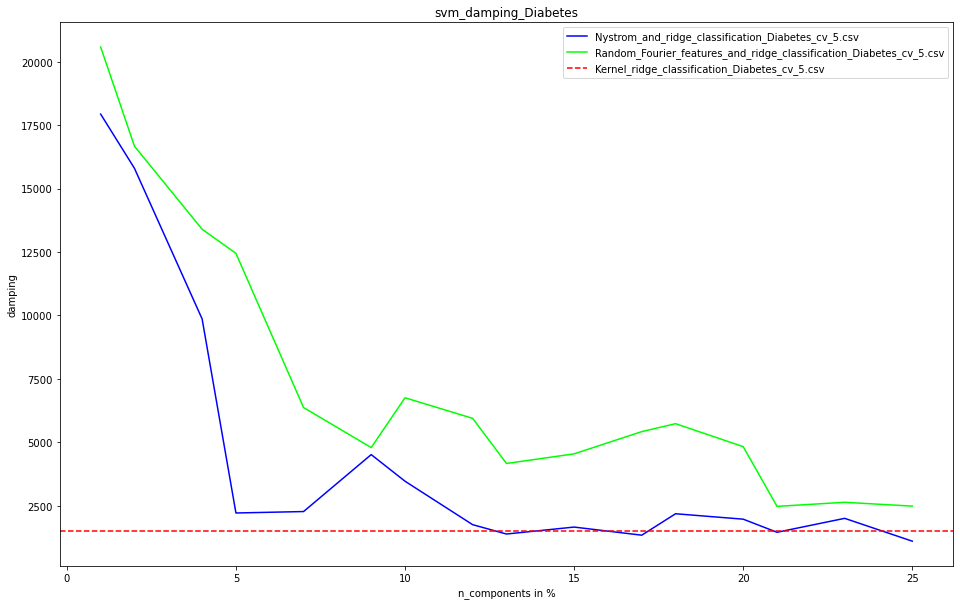 svm_damping_Diabetes
Nystrom_and_ridge_classification_Diabetes_cv_5.csv
Random_Fourier_features_and_ridge_classification_Diabetes_cv_5.csv
Kernel_ridge_classification_Diabetes_cv_5.csv
20000
17500
15000
12500
10000
7500
5000
2500
damping
0
5
10
15
20
25
n_components in %